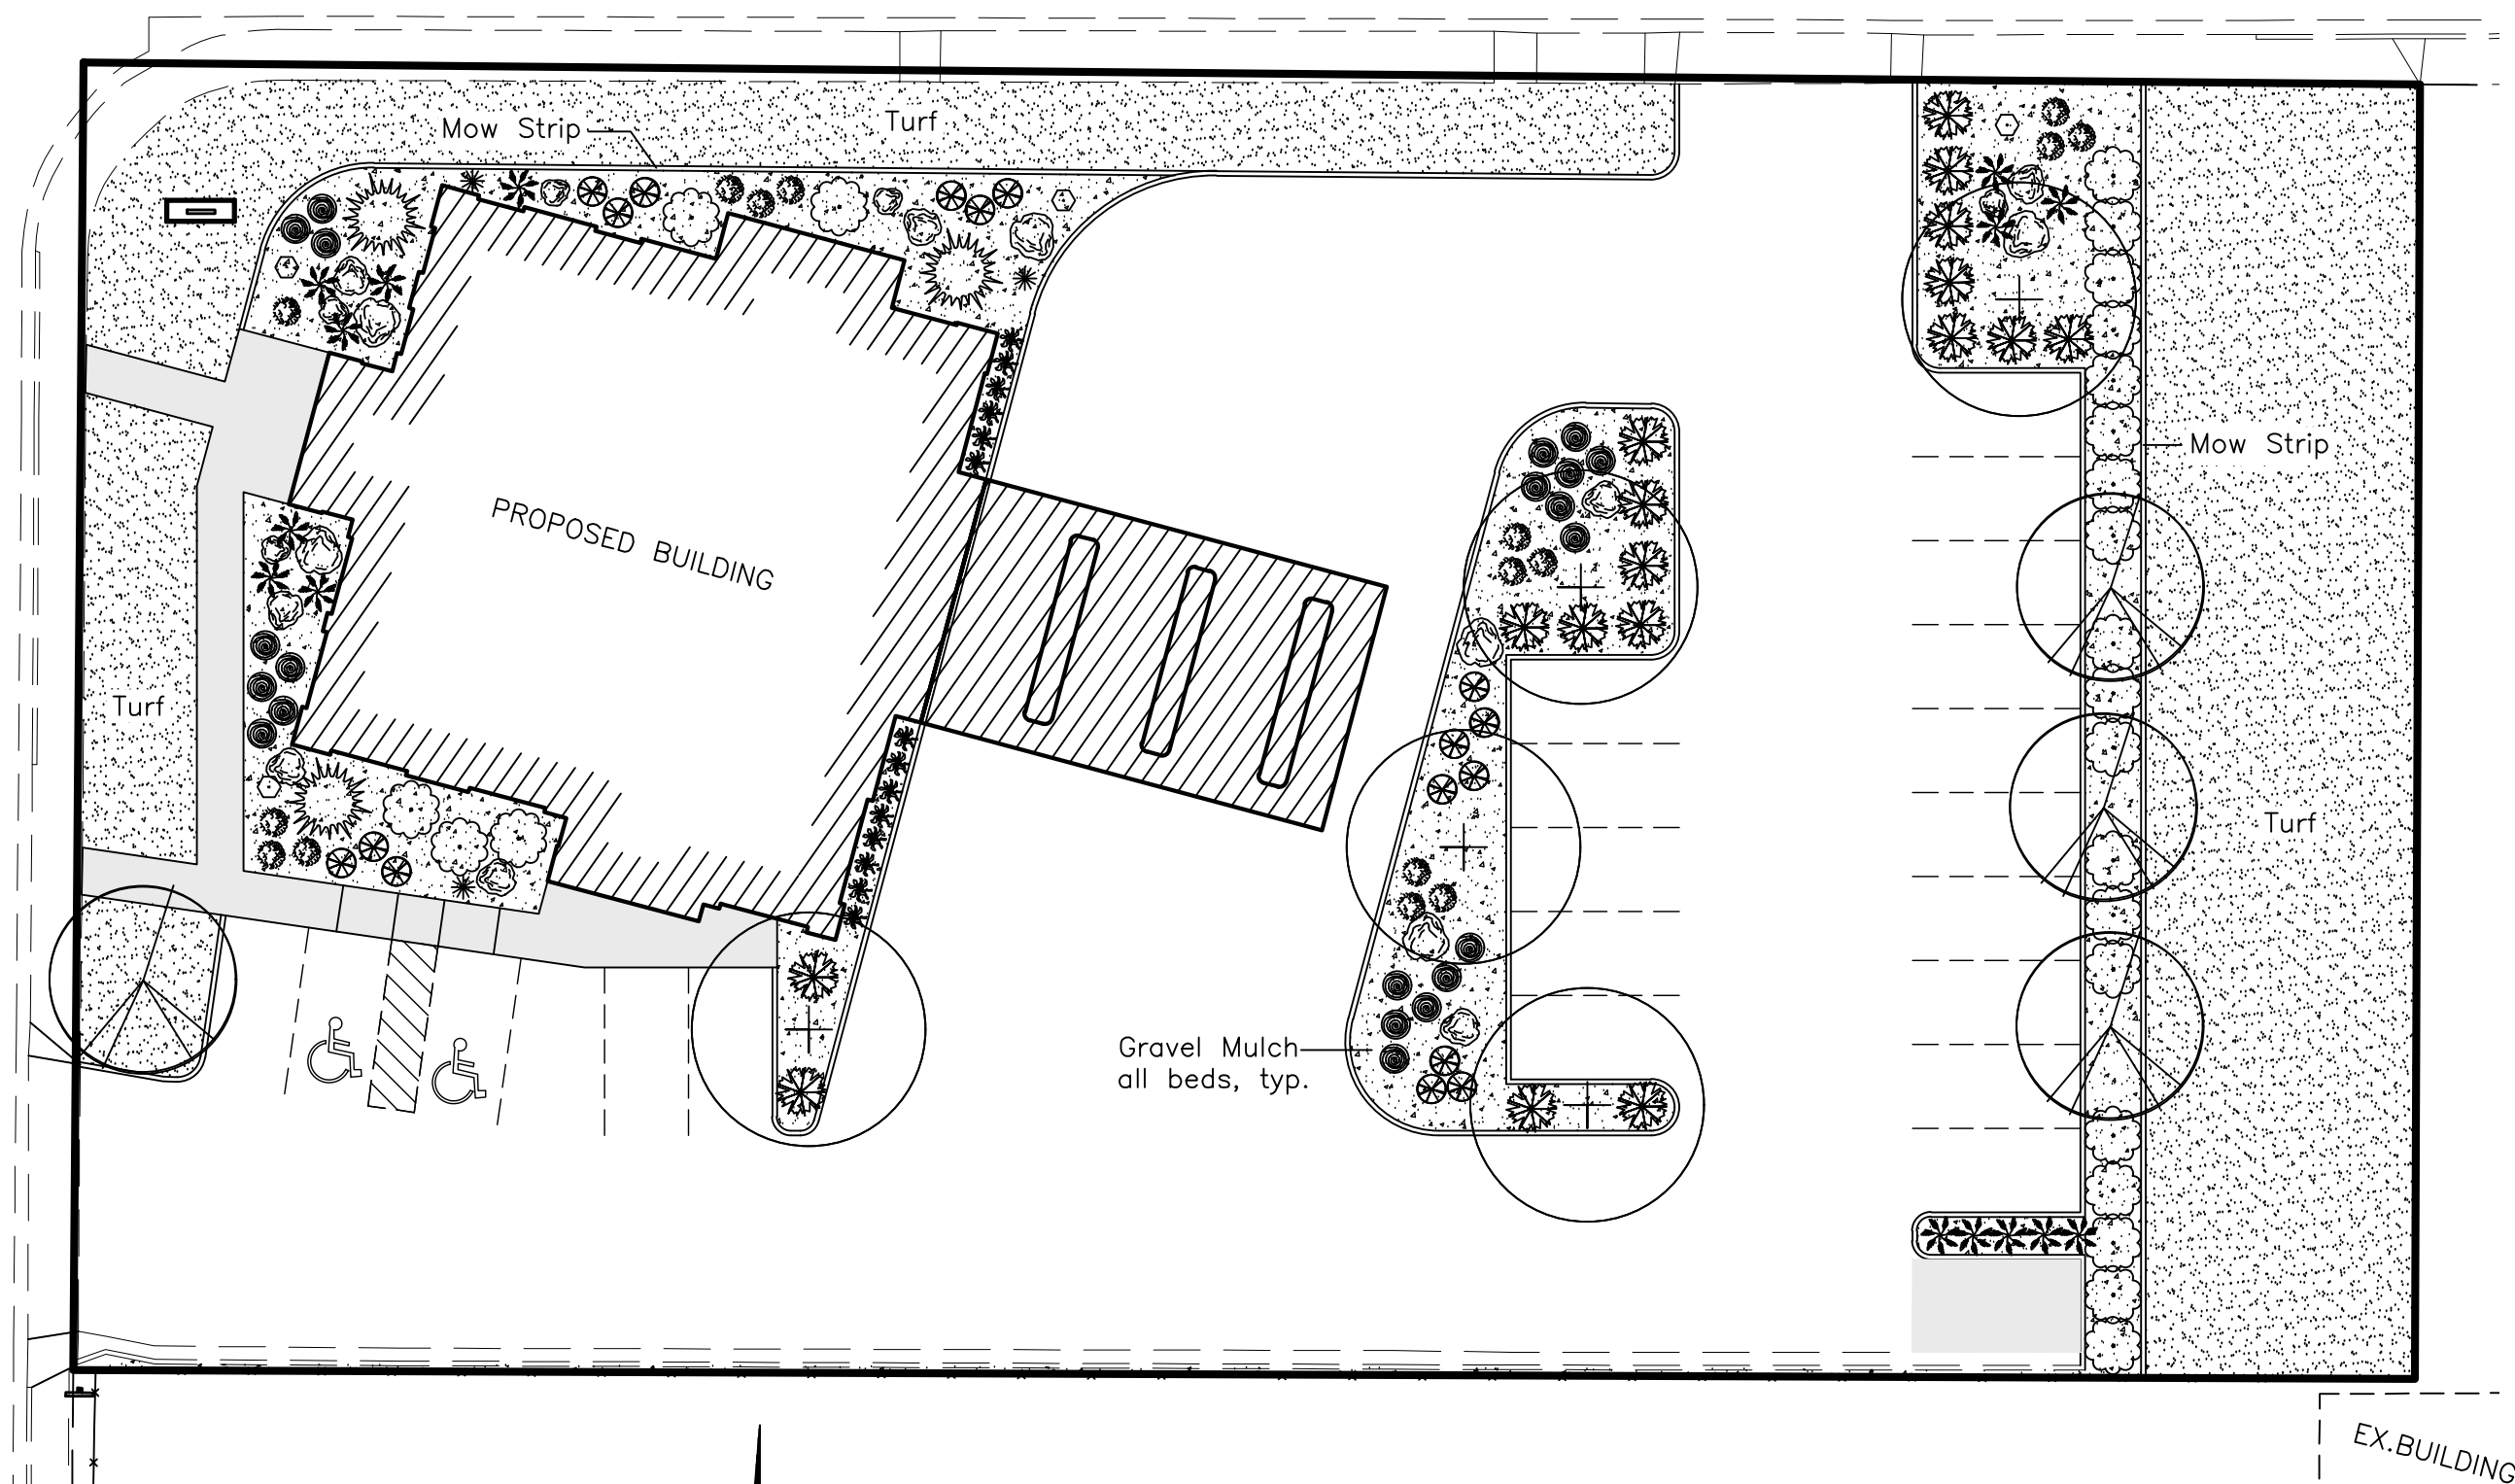 Turf
Mow Strip
Mow Strip
PROPOSED BUILDING
Turf
Turf
Gravel Mulch
all beds, typ.
EX.BUILDING